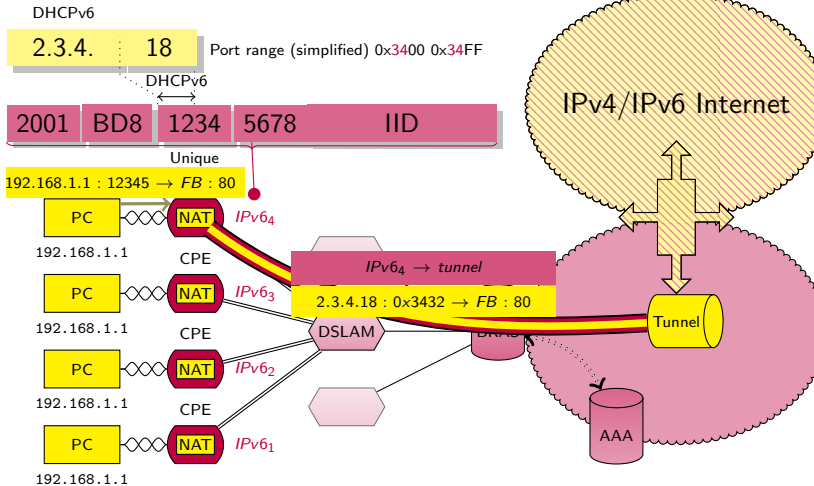 DHCPv6
2.3.4. 18 Port range (simplified) 0x3400 0x34FF
DHCPv6
2001 BD8 1234 5678 IID
IPv4/IPv6 Internet
Unique
192.168.1.1 : 12345 → FB : 80
PC NAT IPv6₄
192.168.1.1
CPE
IPv6₄ → tunnel
PC NAT IPv6₃
2.3.4.18 : 0x3432 → FB : 80
192.168.1.1
Tunnel
DSLAM
CPE
PC NAT IPv6₂
192.168.1.1
CPE
AAA
PC NAT IPv6₁
192.168.1.1